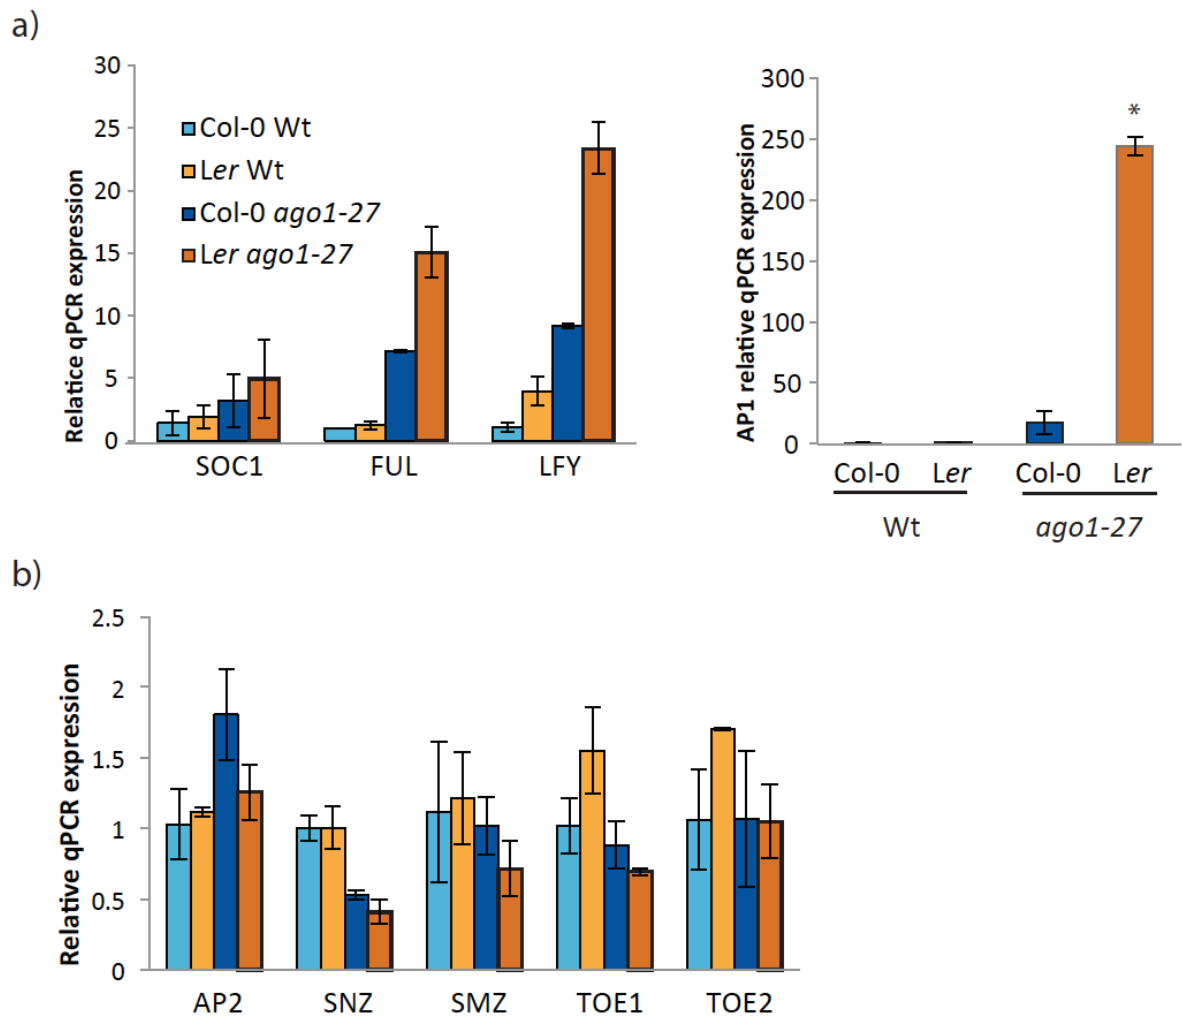 a)
Relatice qPCR expression
30
25
20
15
10
5
0
Col-0 Wt
Ler Wt
Col-0 ago1-27
Ler ago1-27
SOC1 FUL LFY
AP1 relative qPCR expression
300
250
200
150
100
50
0
*
Col-0 Ler Col-0 Ler
Wt ago1-27
b)
Relative qPCR expression
2.5
2
1.5
1
0.5
0
AP2 SNZ SMZ TOE1 TOE2